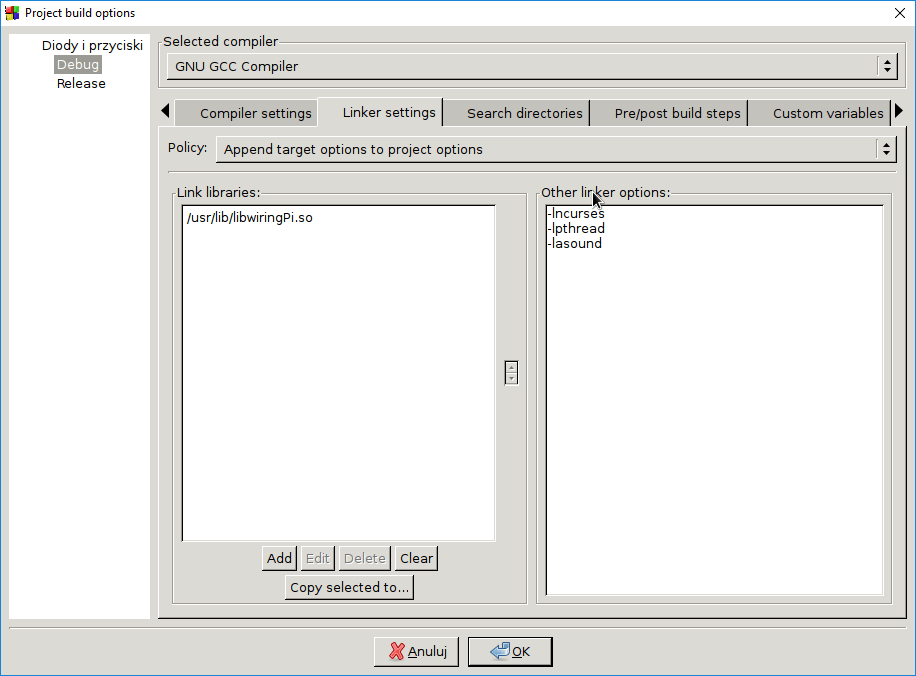 Project build options
Diody i przyciski
Debug
Release
Selected compiler
GNU GCC Compiler
Compiler settings
Linker settings
Search directories
Pre/post build steps
Custom variables
Policy:
Append target options to project options
Link libraries:
/usr/lib/libwiringPi.so
Add
Edit
Delete
Clear
Copy selected to...
Other linker options:
-lncurses
-lpthread
-lasound
Anuluj
OK